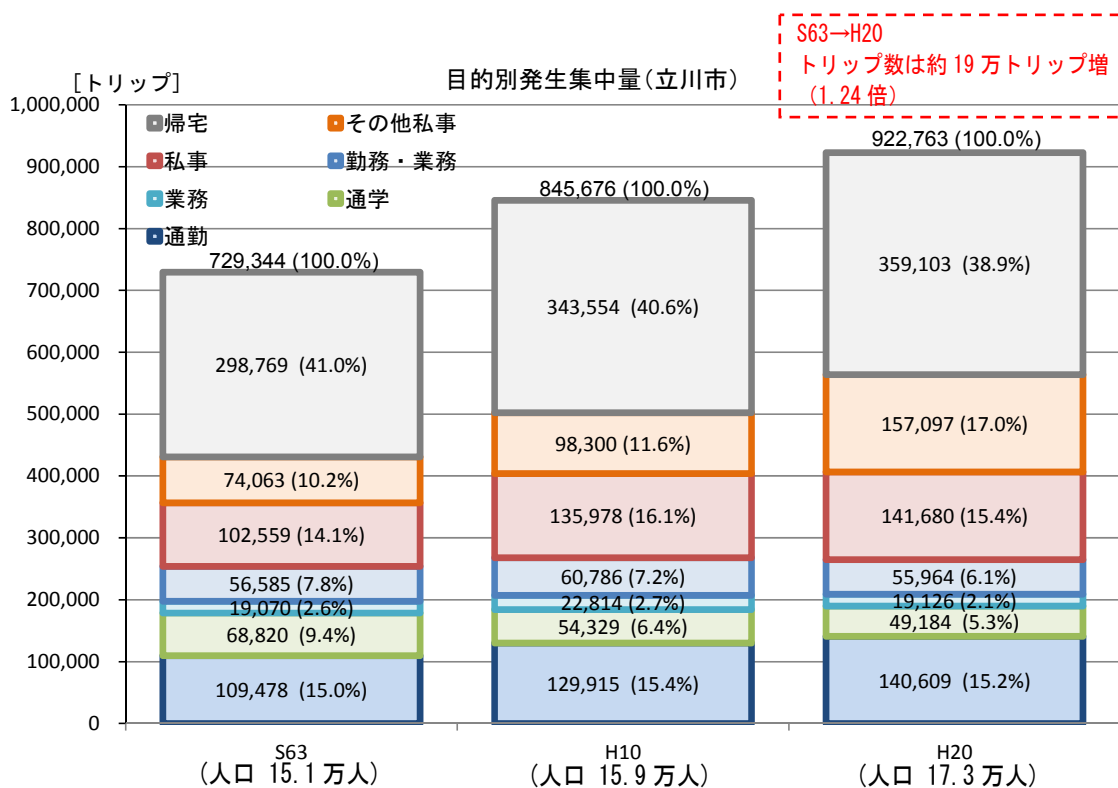 S63→H20
トリップ数は約 19 万トリップ増
（1.24 倍）
[トリップ]
目的別発生集中量（立川市）
1,000,000
900,000
800,000
700,000
600,000
500,000
400,000
300,000
200,000
100,000
0
帰宅 その他私事
私事 勤務・業務
業務 通学
通勤
729,344 (100.0%)
298,769 (41.0%)
74,063 (10.2%)
102,559 (14.1%)
56,585 (7.8%)
19,070 (2.6%)
68,820 (9.4%)
109,478 (15.0%)
845,676 (100.0%)
343,554 (40.6%)
98,300 (11.6%)
135,978 (16.1%)
60,786 (7.2%)
22,814 (2.7%)
54,329 (6.4%)
129,915 (15.4%)
922,763 (100.0%)
359,103 (38.9%)
157,097 (17.0%)
141,680 (15.4%)
55,964 (6.1%)
19,126 (2.1%)
49,184 (5.3%)
140,609 (15.2%)
S63
（人口 15.1 万人）
H10
（人口 15.9 万人）
H20
（人口 17.3 万人）